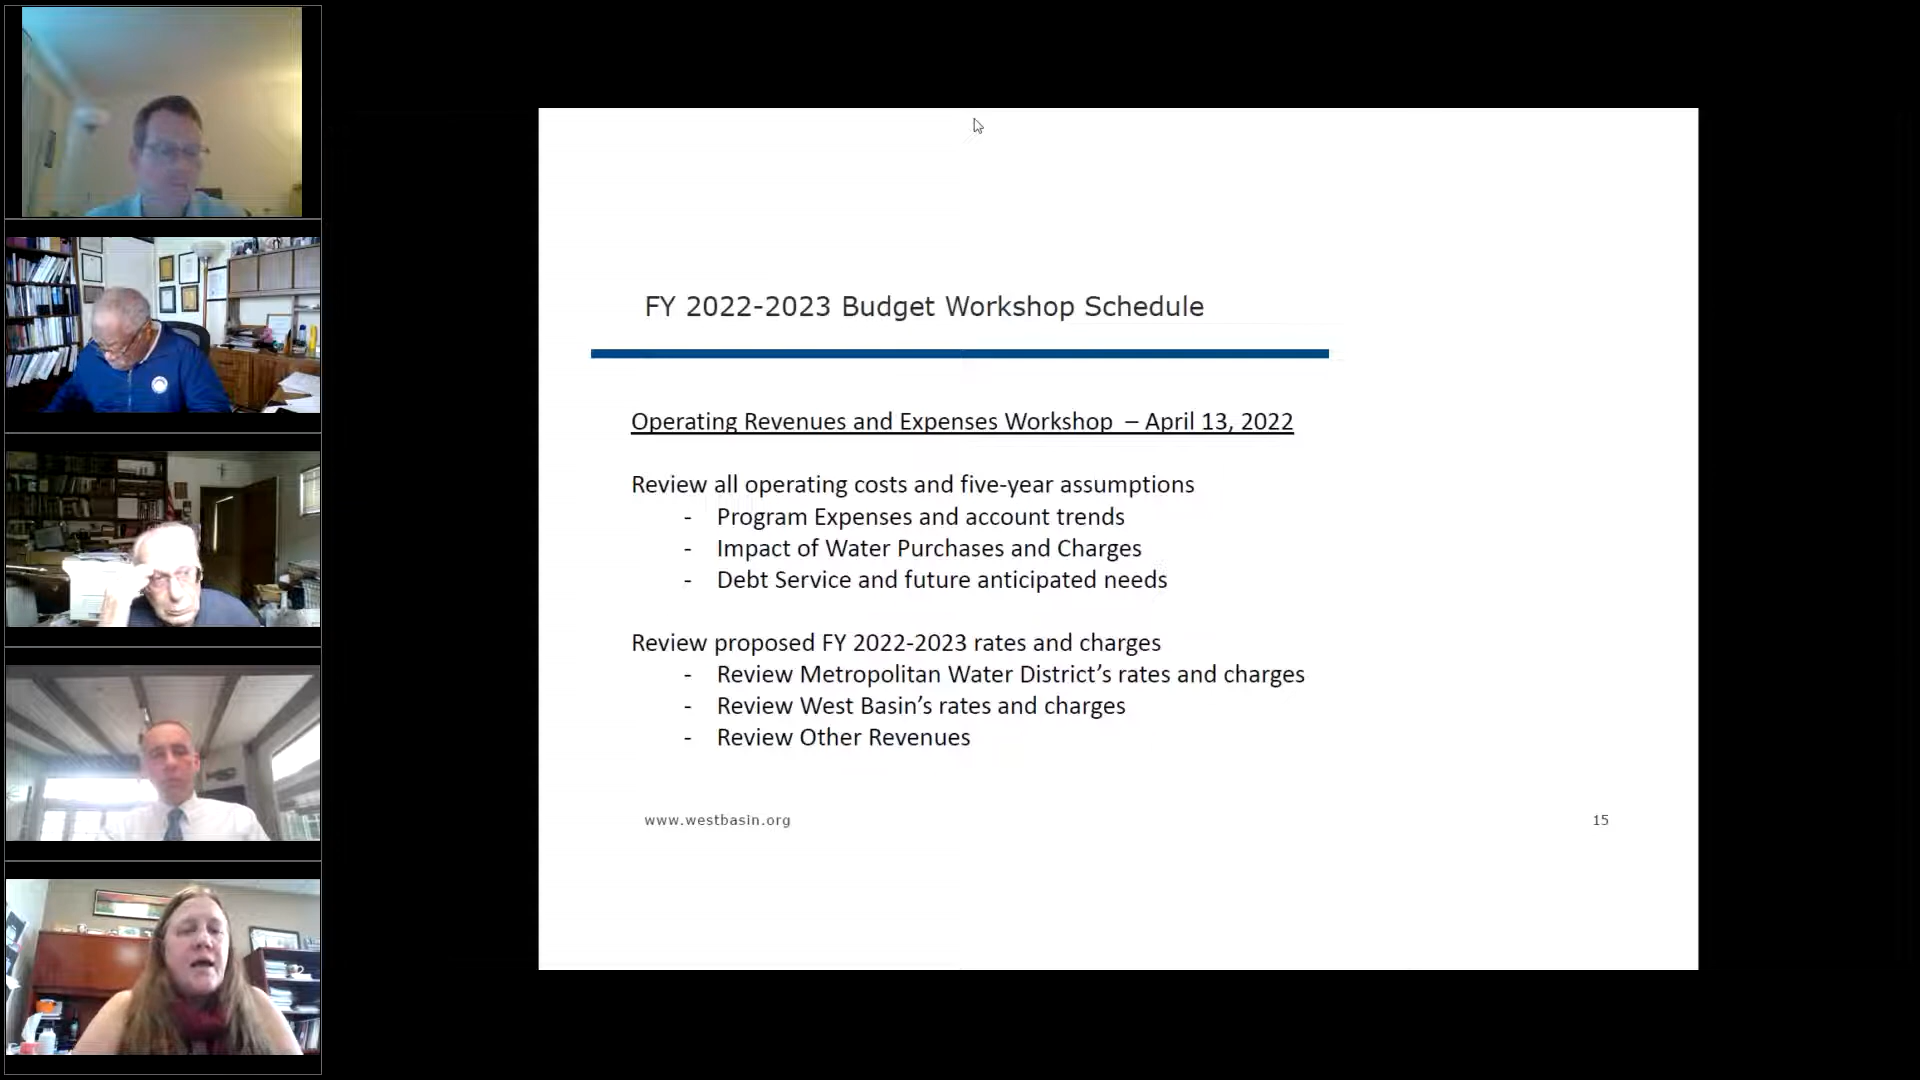 FY 2022-2023 Budget Workshop Schedule
Operating Revenues and Expenses Workshop – April 13, 2022
Review all operating costs and five-year assumptions
- Program Expenses and account trends
- Impact of Water Purchases and Charges
- Debt Service and future anticipated needs
Review proposed FY 2022-2023 rates and charges
- Review Metropolitan Water District’s rates and charges
- Review West Basin’s rates and charges
- Review Other Revenues
www.westbasin.org
15